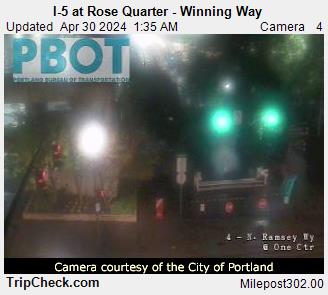 I-5 at Rose Quarter - Winning Way
Updated Apr 30 2024 1:35 AM Camera 4
PBOT
PORTLAND BUREAU OF TRANSPORTATION
4 - N. Ramsey Wy
@ One Ctr
Camera courtesy of the City of Portland
TripCheck.com Milepost302.00